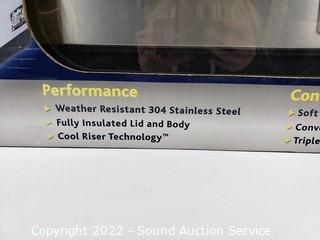 Performance
Weather Resistant 304 Stainless Steel
Fully Insulated Lid and Body
Cool Riser Technology™
Con
Soft
Conv
Triple
Copyright 2022 - Sound Auction Service